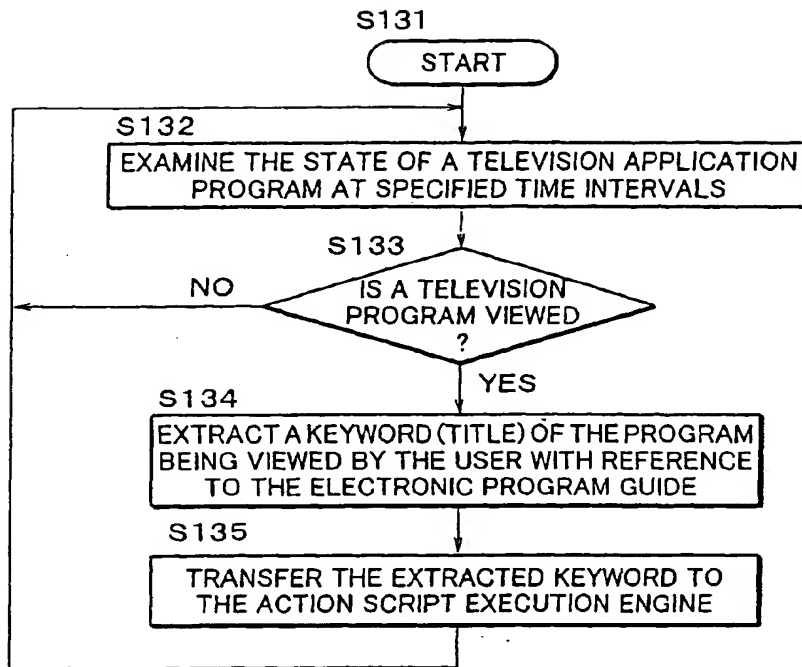 S131
START
S132
EXAMINE THE STATE OF A TELEVISION APPLICATION
PROGRAM AT SPECIFIED TIME INTERVALS
S133
NO
IS A TELEVISION
PROGRAM VIEWED
?
YES
S134
EXTRACT A KEYWORD (TITLE) OF THE PROGRAM
BEING VIEWED BY THE USER WITH REFERENCE
TO THE ELECTRONIC PROGRAM GUIDE
S135
TRANSFER THE EXTRACTED KEYWORD TO
THE ACTION SCRIPT EXECUTION ENGINE